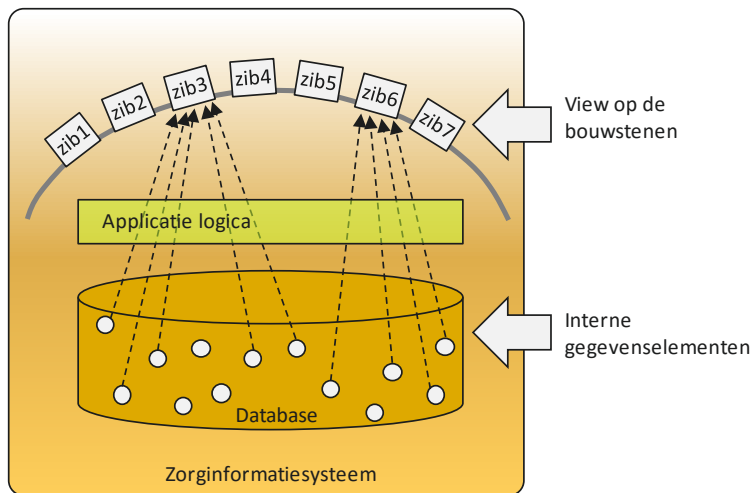 zib1
zib2
zib3
zib4
zib5
zib6
zib7
View op de
bouwstenen
Applicatie logica
Interne
gegevenselementen
Database
Zorginformatiesysteem